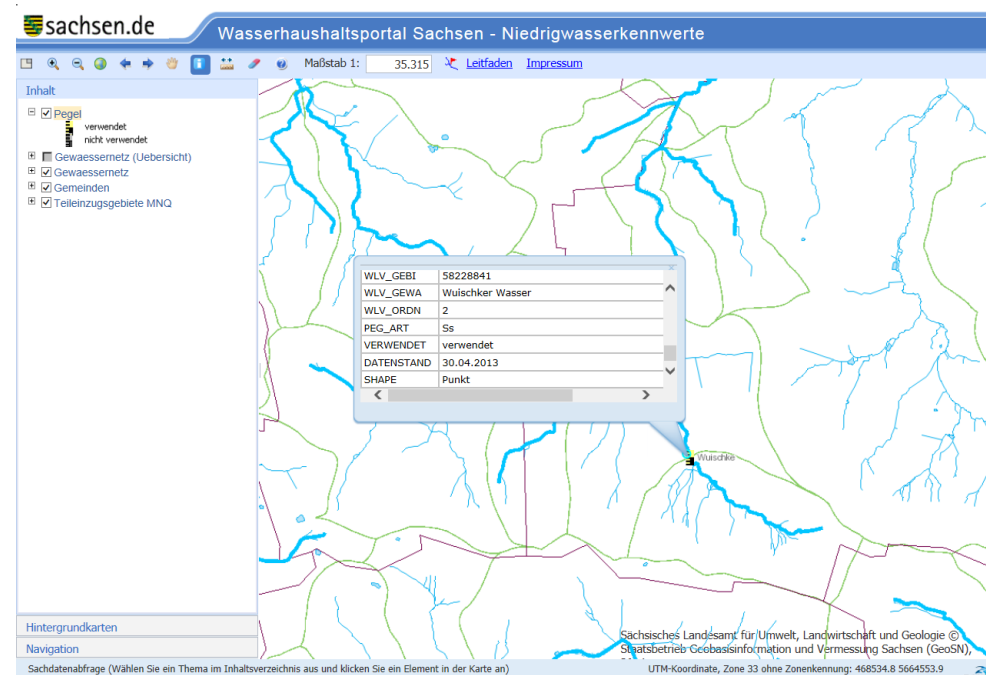 sachsen.de
Wasserhaushaltsportal Sachsen - Niedrigwasserkennwerte
Maßstab 1: 35.315 Leitfaden Impressum
Inhalt
Pegel
verwendet
nicht verwendet
Gewaessernetz (Uebersicht)
Gewaessernetz
Gemeinden
Teileinzugsgebiete MNQ
WLV_GEBI 58228841
WLV_GEWA Wuischker Wasser
WLV_ORDN 2
PEG_ART Ss
VERWENDET verwendet
DATENSTAND 30.04.2013
SHAPE Punkt
Wuischke
Hintergrundkarten
Navigation
Sächsisches Landesamt für Umwelt, Landwirtschaft und Geologie ©
Staatsbetrieb Geobasisinformation und Vermessung Sachsen (GeoSN),
Sachdatenabfrage (Wählen Sie ein Thema im Inhaltsverzeichnis aus und klicken Sie ein Element in der Karte an)
UTM-Koordinate, Zone 33 ohne Zonenkennung: 468534.8 5664553.9